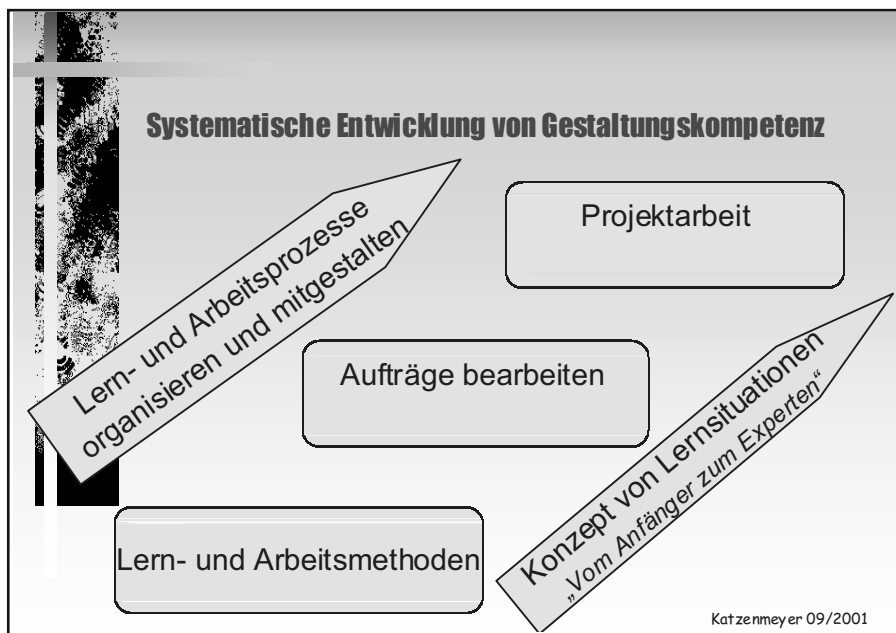 Systematische Entwicklung von Gestaltungskompetenz
Lern- und Arbeitsprozesse
organisieren und mitgestalten
Projektarbeit
Aufträge bearbeiten
Konzept von Lernsituationen
„Vom Anfänger zum Experten“
Lern- und Arbeitsmethoden
Katzenmeyer 09/2001